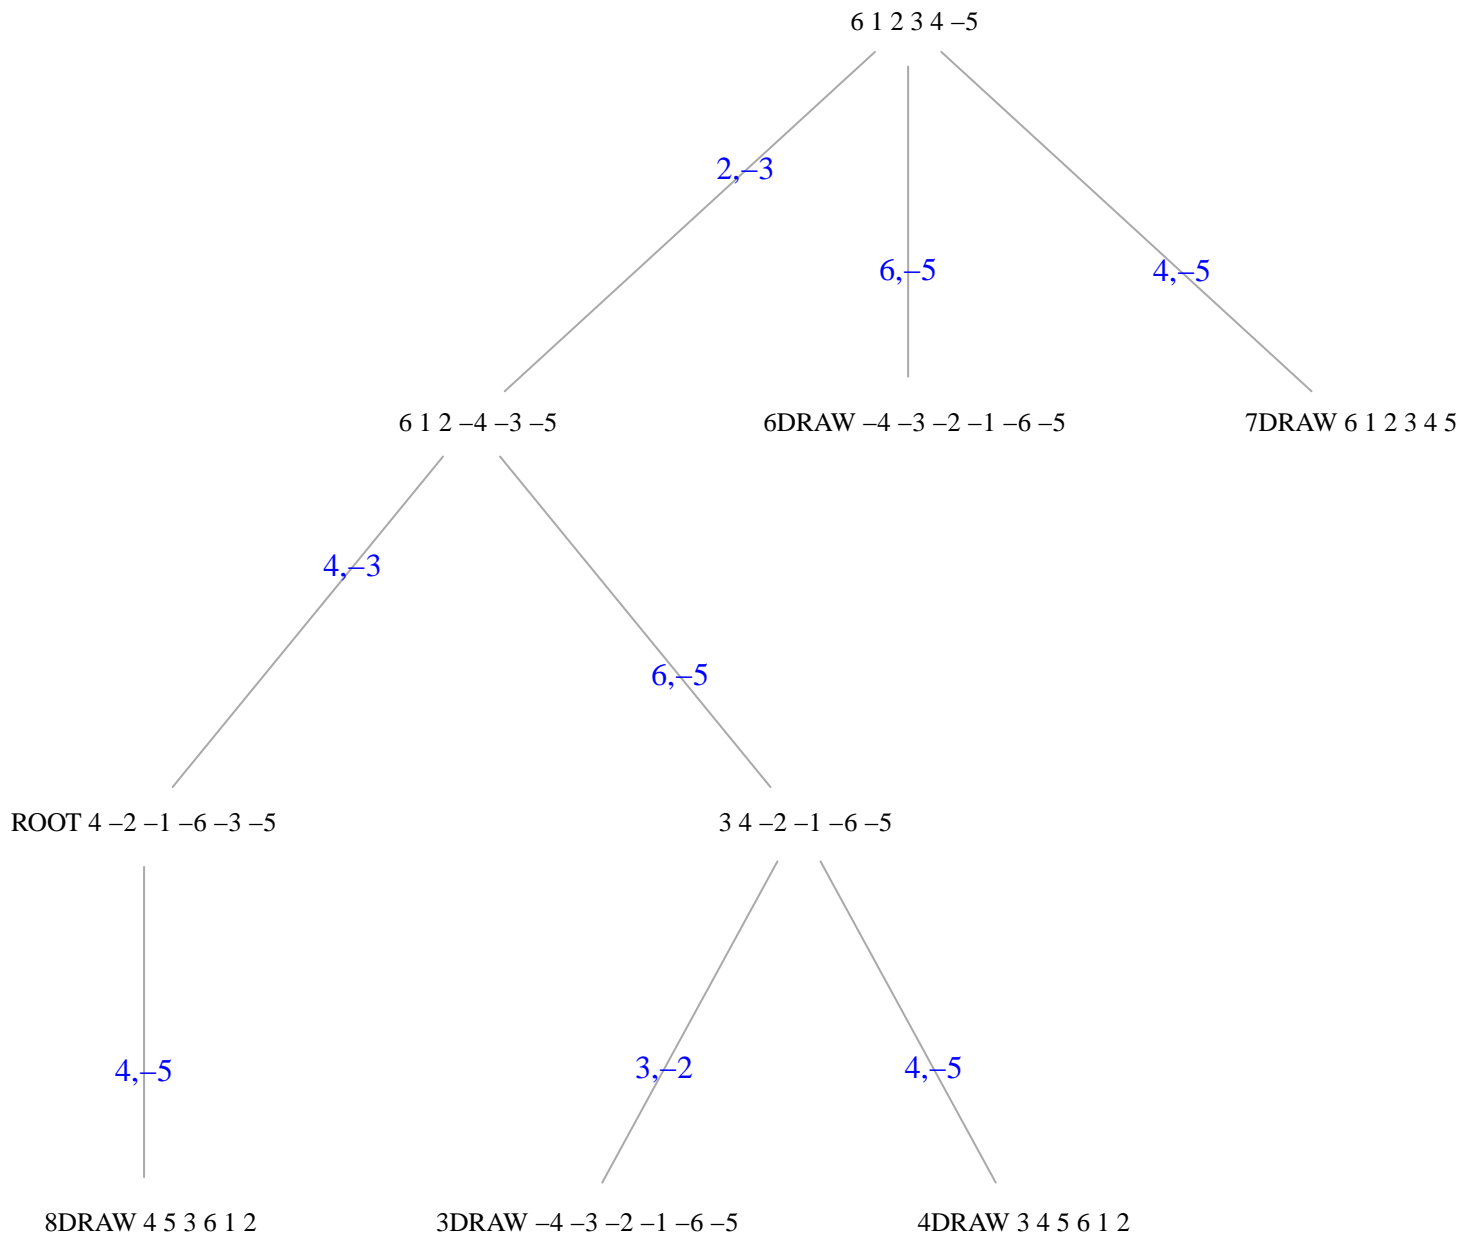 6 1 2 3 4 –5
2,–3
6,–5
4,–5
6 1 2 –4 –3 –5
6DRAW –4 –3 –2 –1 –6 –5
7DRAW 6 1 2 3 4 5
4,–3
6,–5
ROOT 4 –2 –1 –6 –3 –5
3 4 –2 –1 –6 –5
4,–5
3,–2
4,–5
8DRAW 4 5 3 6 1 2
3DRAW –4 –3 –2 –1 –6 –5
4DRAW 3 4 5 6 1 2